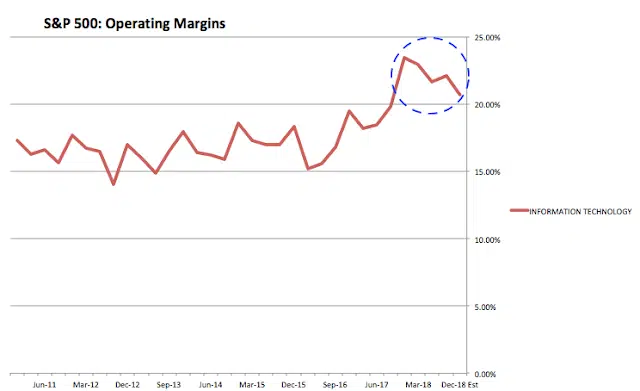 S&P 500: Operating Margins
25.00%
20.00%
15.00%
10.00%
5.00%
0.00%
INFORMATION TECHNOLOGY
Jun-11 Mar-12 Dec-12 Sep-13 Jun-14 Mar-15 Dec-15 Sep-16 Jun-17 Mar-18 Dec-18 Est